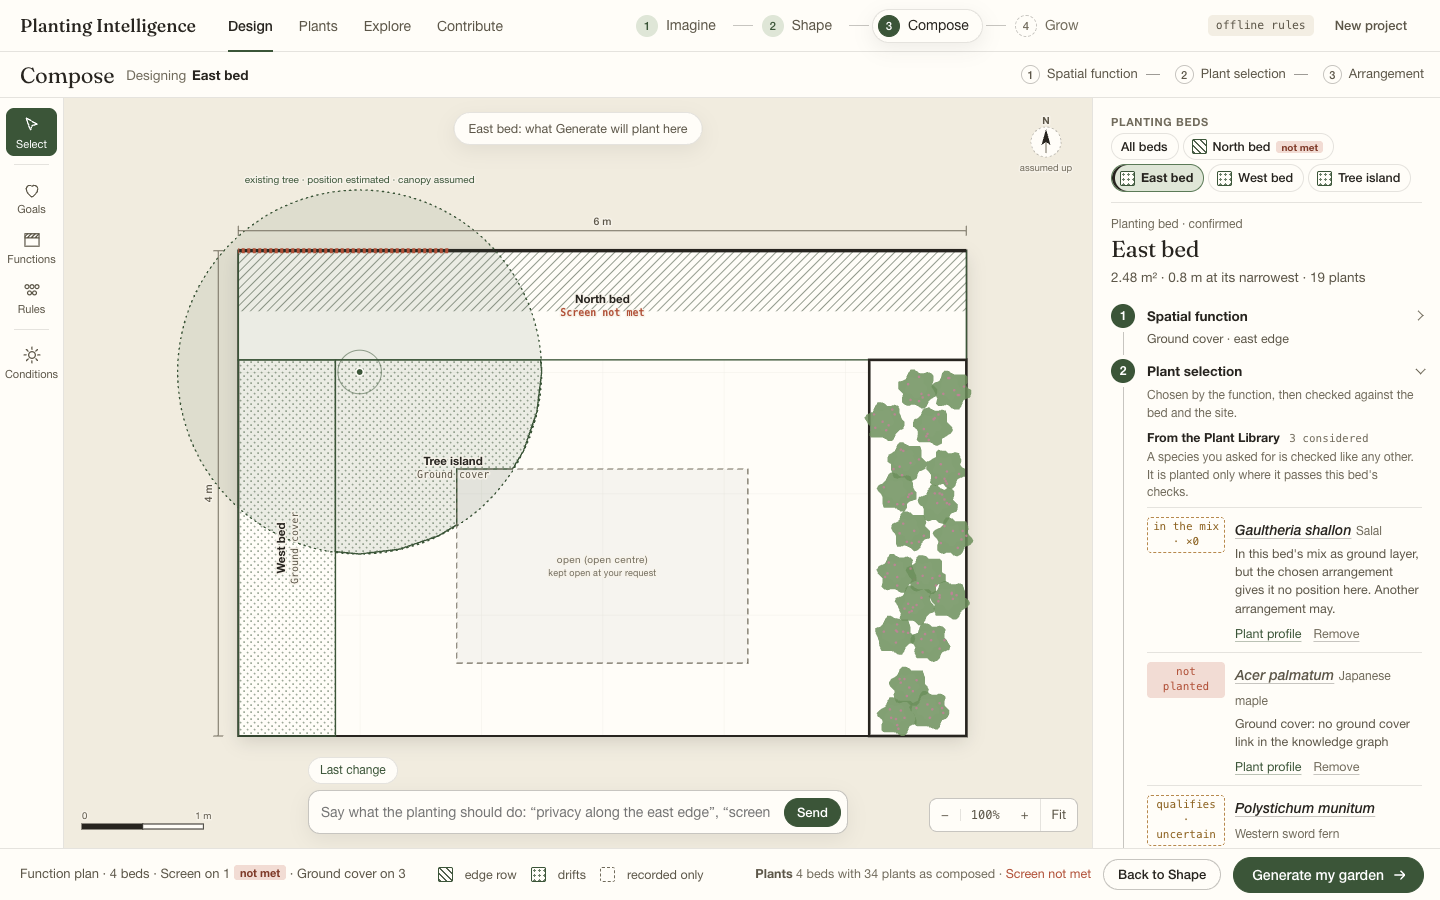 Planting Intelligence
Design
Plants
Explore
Contribute
1 Imagine
2 Shape
3 Compose
4 Grow
offline rules
New project
Compose
Designing East bed
1 Spatial function
2 Plant selection
3 Arrangement
Select
Goals
Functions
Rules
Conditions
East bed: what Generate will plant here
N
assumed up
existing tree · position estimated · canopy assumed
6 m
4 m
North bed
Screen not met
Tree island
Ground cover
West bed
Ground cover
open (open centre)
kept open at your request
Last change
Say what the planting should do: “privacy along the east edge”, “screen
Send
0
1 m
−
100%
+
Fit
PLANTING BEDS
All beds
North bed not met
East bed
West bed
Tree island
Planting bed · confirmed
East bed
2.48 m² · 0.8 m at its narrowest · 19 plants
1 Spatial function
Ground cover · east edge
2 Plant selection
Chosen by the function, then checked against the
bed and the site.
From the Plant Library 3 considered
A species you asked for is checked like any other.
It is planted only where it passes this bed's
checks.
in the mix
· ×0
Gaultheria shallon Salal
In this bed's mix as ground layer,
but the chosen arrangement
gives it no position here. Another
arrangement may.
Plant profile Remove
not
planted
Acer palmatum Japanese
maple
Ground cover: no ground cover
link in the knowledge graph
Plant profile Remove
qualifies
·
uncertain
Polystichum munitum
Western sword fern
Function plan · 4 beds · Screen on 1 not met · Ground cover on 3
edge row
drifts
recorded only
Plants 4 beds with 34 plants as composed · Screen not met
Back to Shape
Generate my garden →